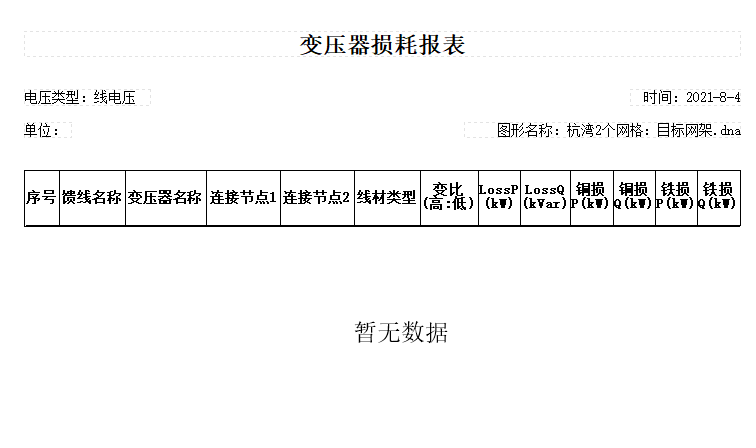 变压器损耗报表
电压类型：线电压 时间：2021-8-4
单位： 图形名称：杭湾2个网格：目标网架.dna
序号 馈线名称 变压器名称 连接节点1 连接节点2 线材类型 变比(高:低) LossP(kW) LossQ(kVar) 铜损P(kW) 铜损Q(kW) 铁损P(kW) 铁损Q(kW)
暂无数据